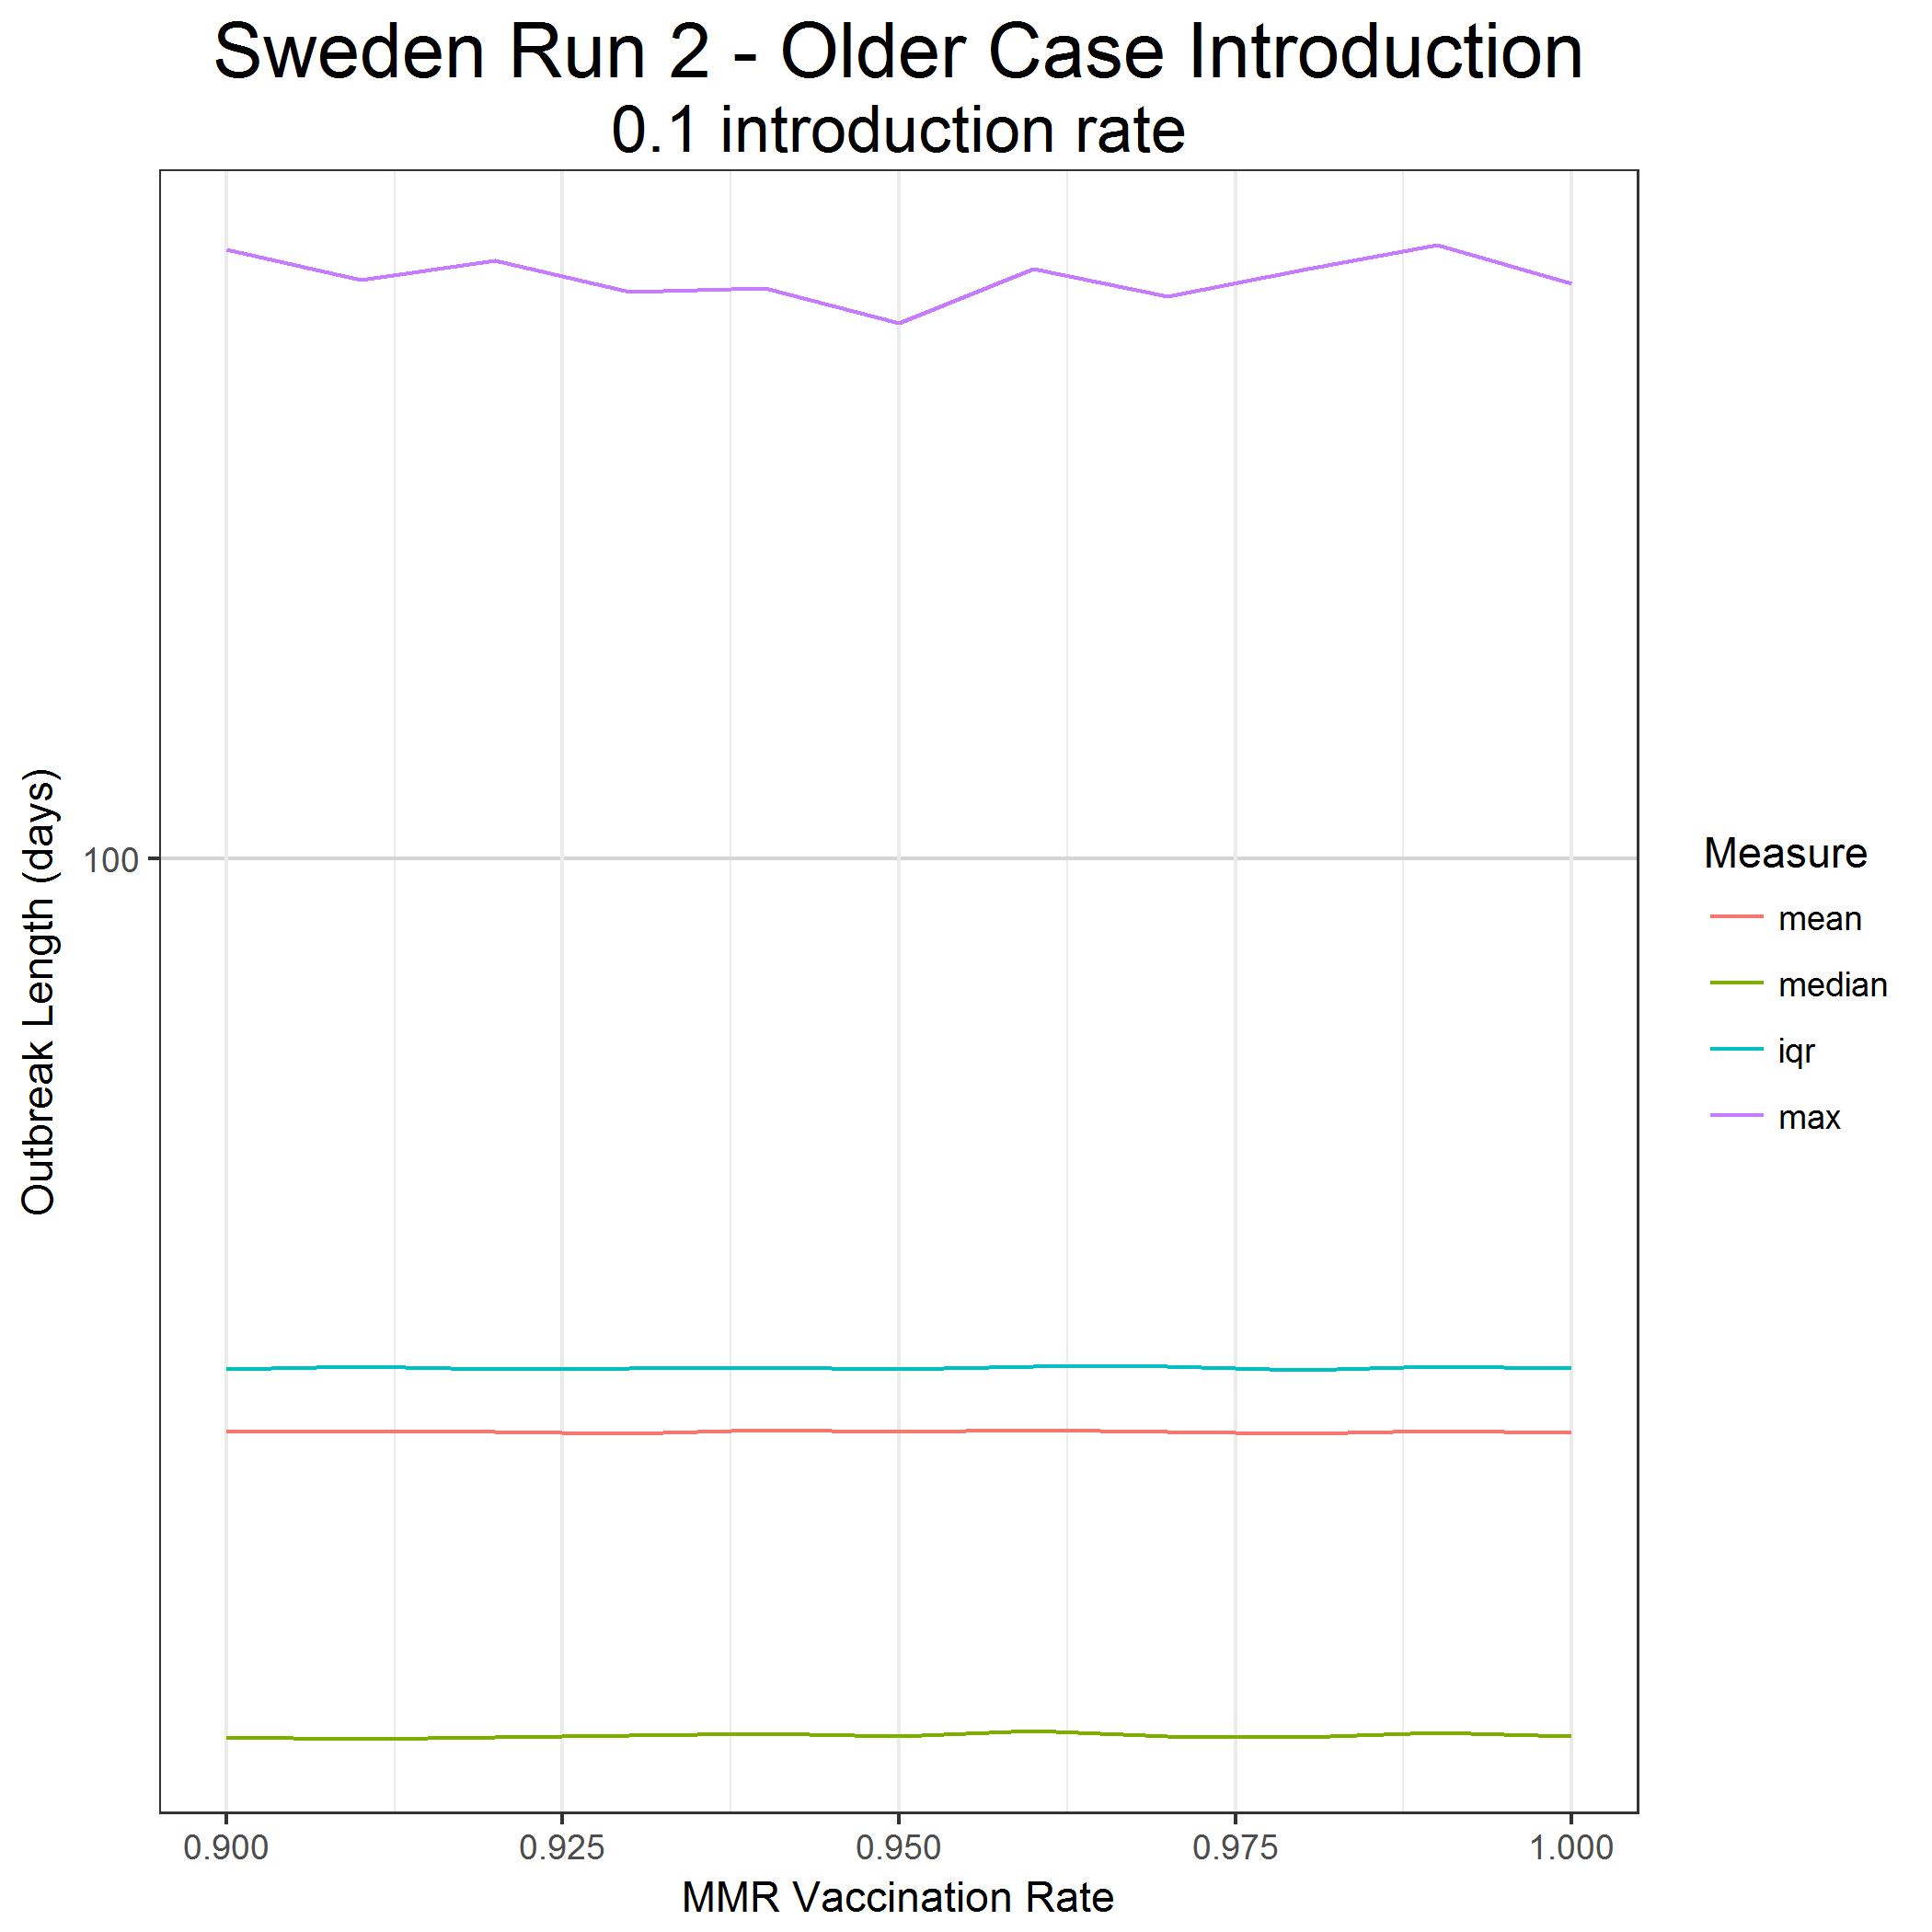 Sweden Run 2 - Older Case Introduction
0.1 introduction rate
Outbreak Length (days)
100
0.900
0.925
0.950
0.975
1.000
MMR Vaccination Rate
Measure
mean
median
iqr
max